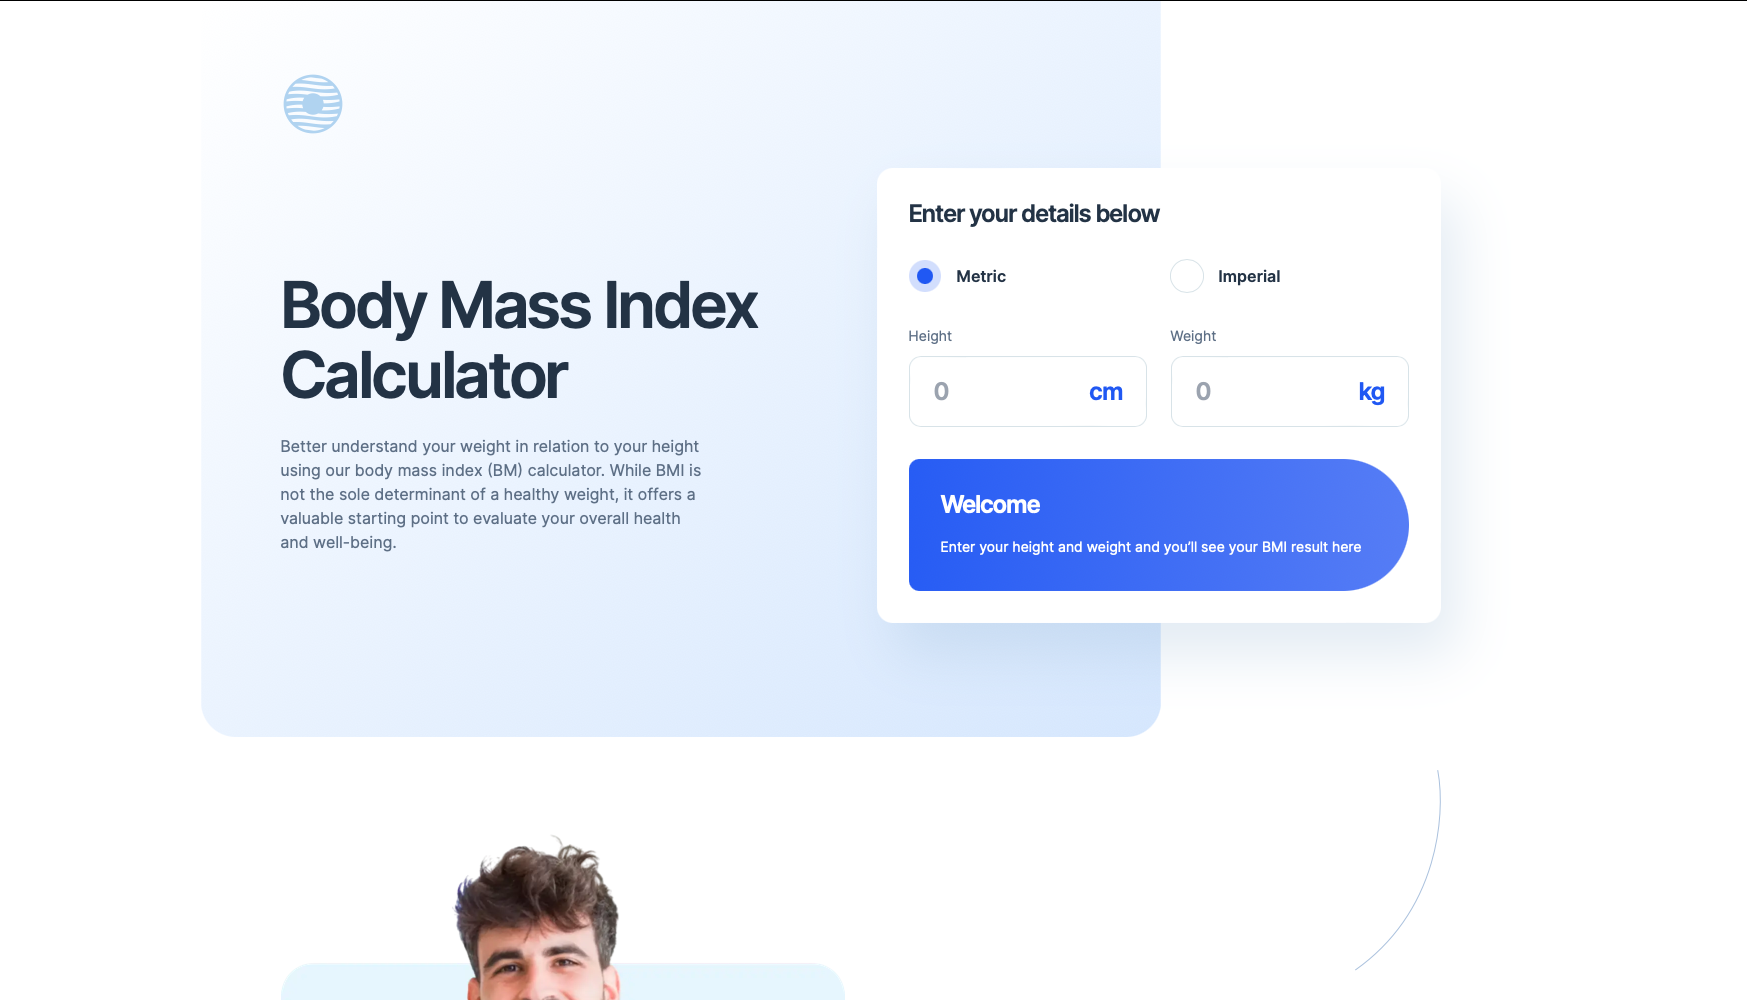 Body Mass Index
Calculator
Better understand your weight in relation to your height
using our body mass index (BM) calculator. While BMI is
not the sole determinant of a healthy weight, it offers a
valuable starting point to evaluate your overall health
and well-being.
Enter your details below
Metric
Imperial
Height
Weight
0 cm
0 kg
Welcome
Enter your height and weight and you’ll see your BMI result here